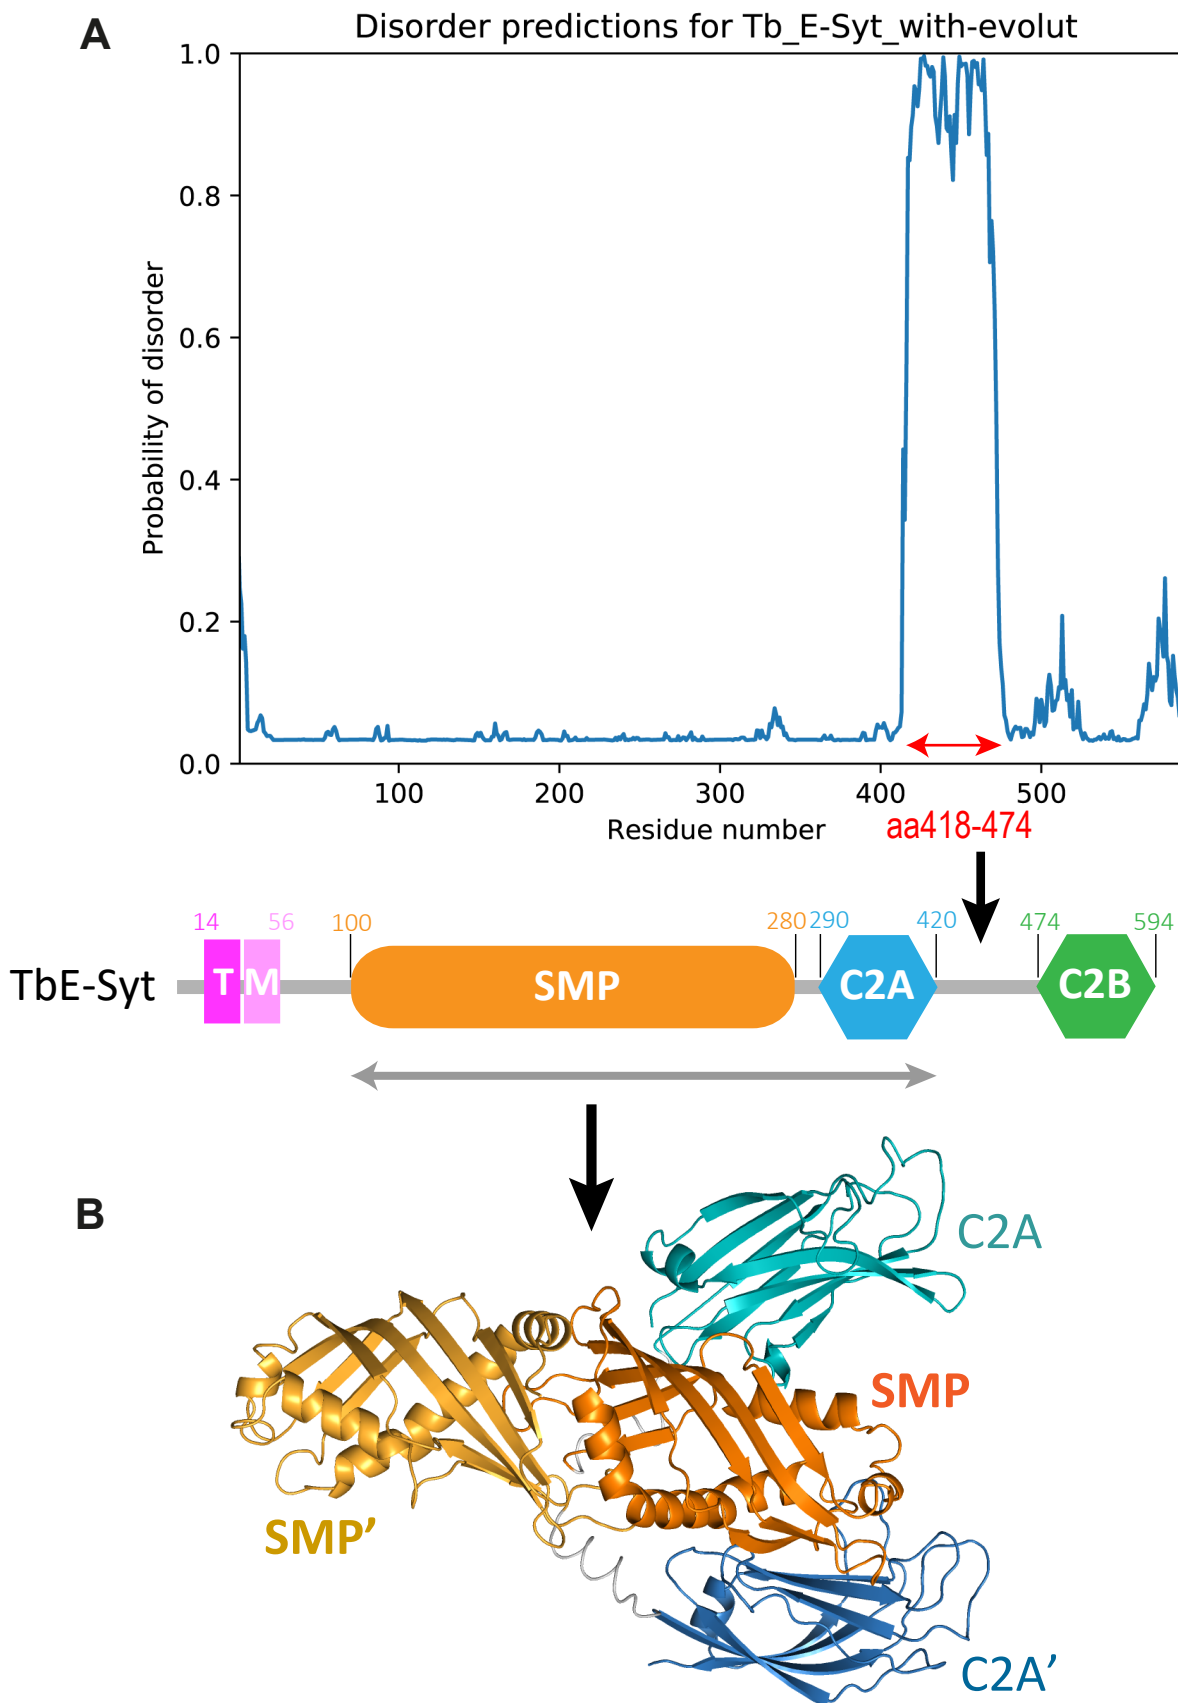 A
Disorder predictions for Tb_E-Syt_with-evolut
1.0
0.8
0.6
0.4
0.2
0.0
Probability of disorder
100 200 300 400 500
Residue number
aa418-474
14 56 100 280 290 420 474 594
TbE-Syt T M SMP C2A C2B
B
C2A
SMP
SMP’
C2A’